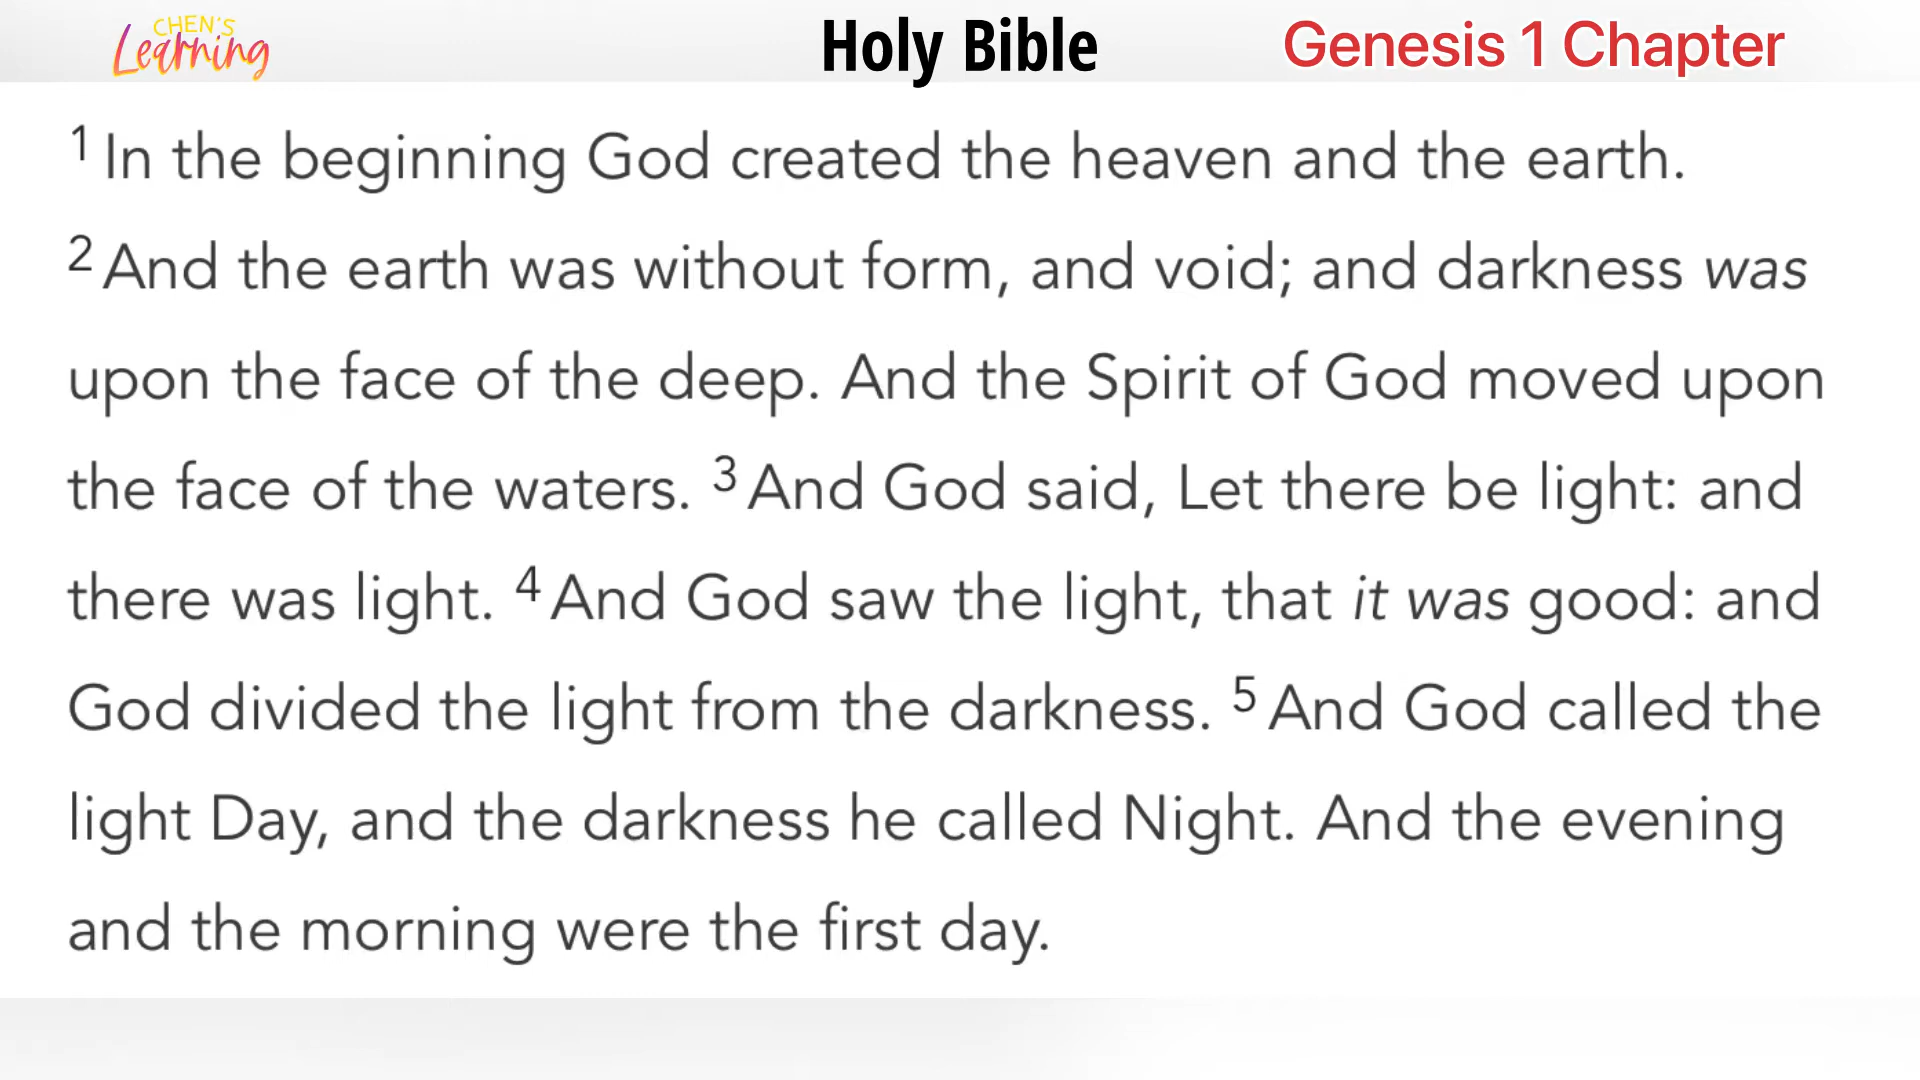 CHEN'S
Learning
Holy Bible
Genesis 1 Chapter
1 In the beginning God created the heaven and the earth.
2 And the earth was without form, and void; and darkness was
upon the face of the deep. And the Spirit of God moved upon
the face of the waters. 3 And God said, Let there be light: and
there was light. 4 And God saw the light, that it was good: and
God divided the light from the darkness. 5 And God called the
light Day, and the darkness he called Night. And the evening
and the morning were the first day.